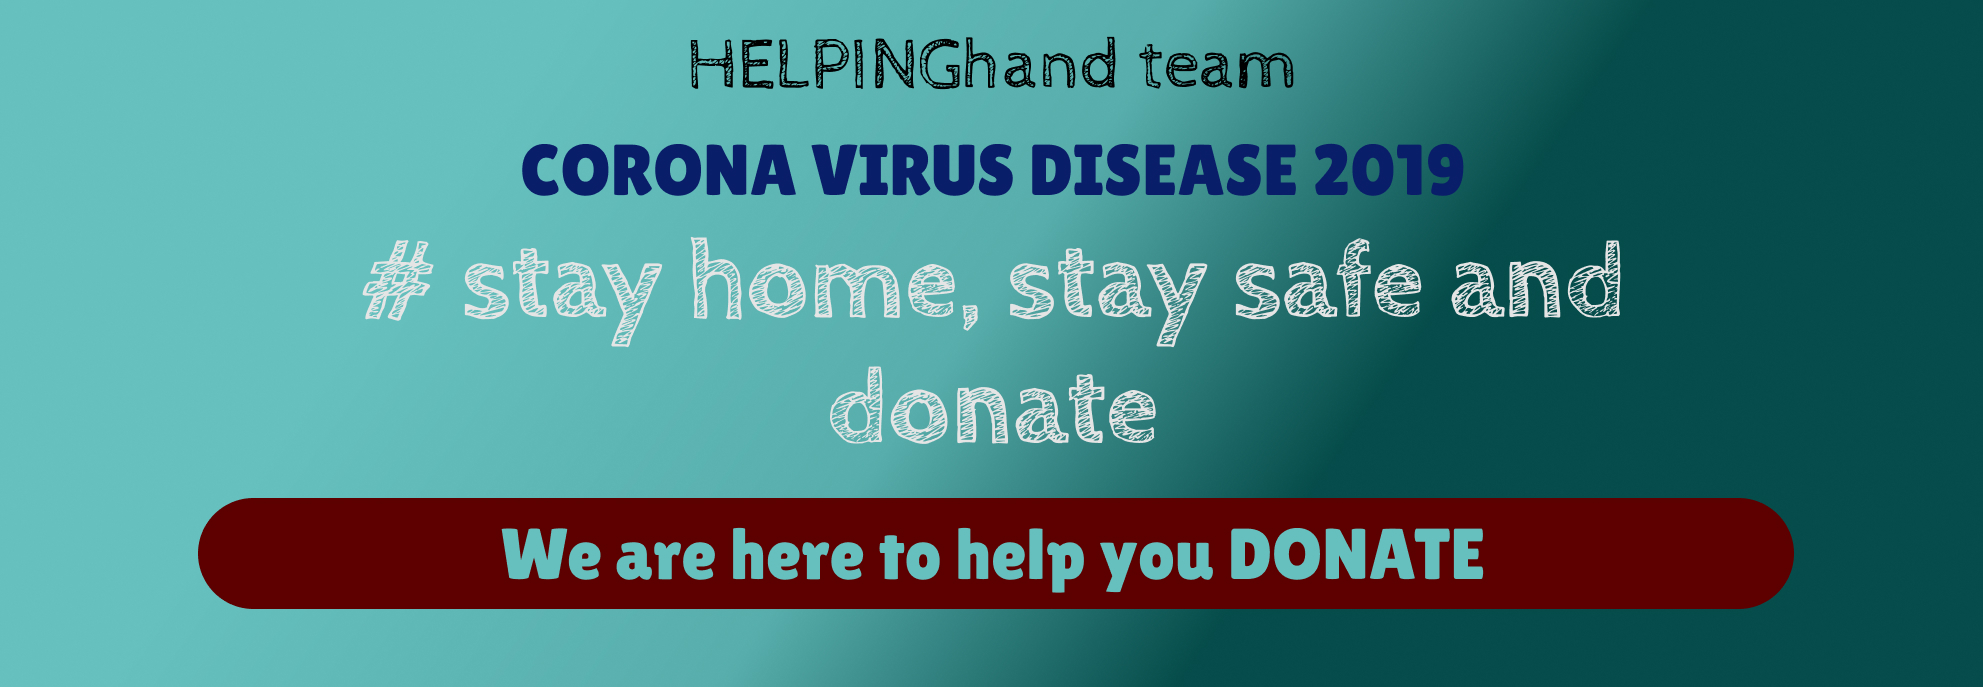 HELPINGhand team
CORONA VIRUS DISEASE 2019
# stay home, stay safe and
donate
We are here to help you DONATE